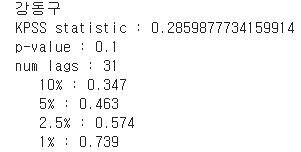 강동구
KPSS statistic : 0.2859877734159914
p-value : 0.1
num lags : 31
10% : 0.347
5% : 0.463
2.5% : 0.574
1% : 0.739